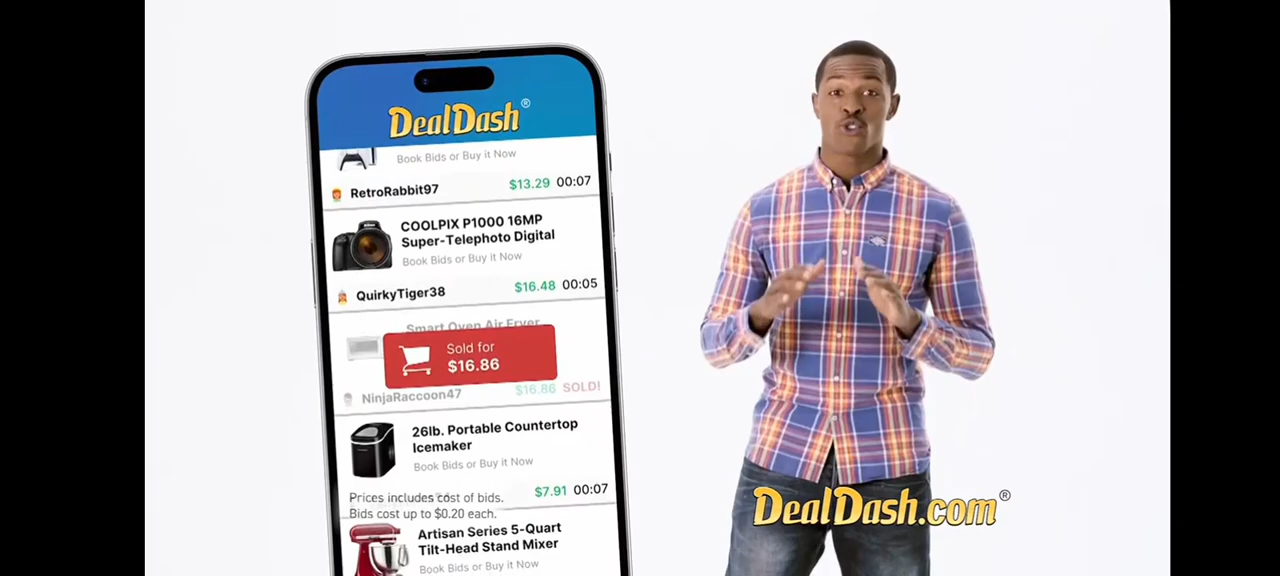 DealDash®
Book Bids or Buy it Now
RetroRabbit97 $13.29 00:07
COOLPIX P1000 16MP
Super-Telephoto Digital
Book Bids or Buy it Now
QuirkyTiger38 $16.48 00:05
Smart Oven Air Fryer
Sold for
$16.86
NinjaRaccoon47 $16.86 SOLD!
26lb. Portable Countertop
Icemaker
Book Bids or Buy it Now
$7.91 00:07
Prices includes cost of bids.
Bids cost up to $0.20 each.
Artisan Series 5-Quart
Tilt-Head Stand Mixer
Book Bids or Buy it Now
DealDash.com®